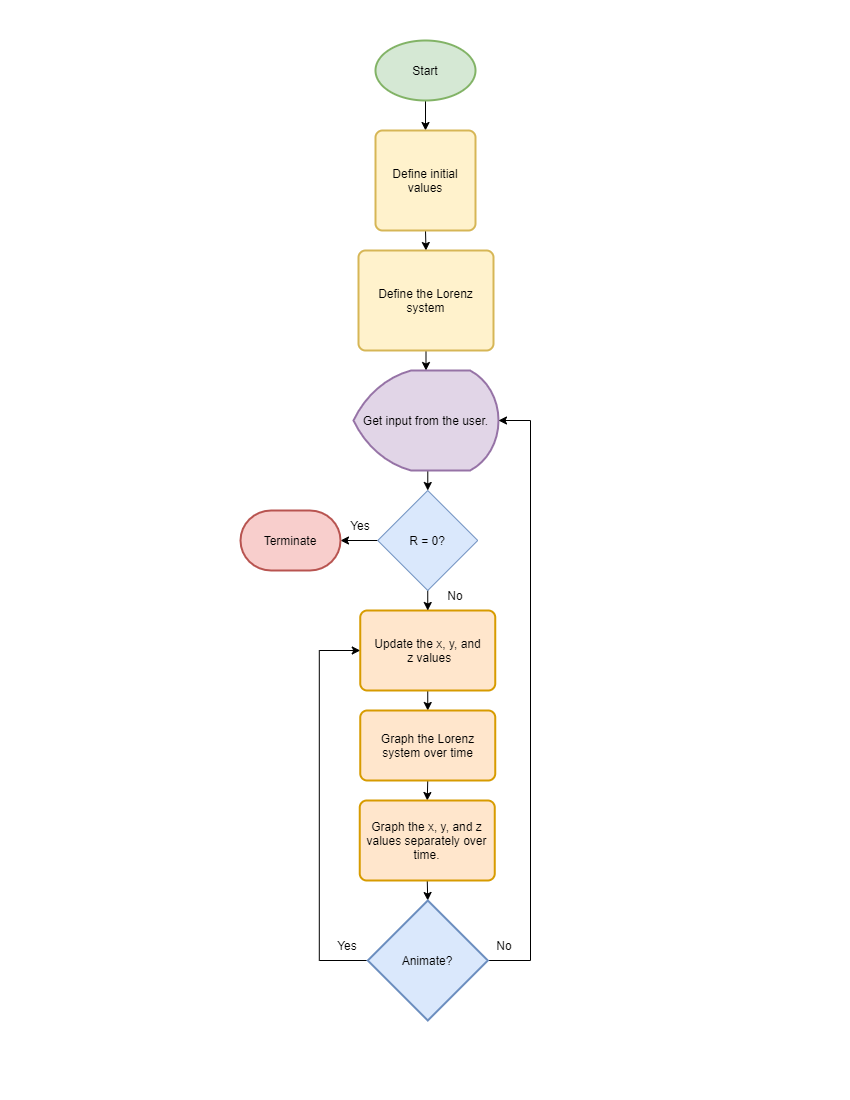 Start
Define initial
values
Define the Lorenz
system
Get input from the user.
Yes
Terminate
R = 0?
No
Update the x, y, and
z values
Graph the Lorenz
system over time
Graph the x, y, and z
values separately over
time.
Yes
No
Animate?